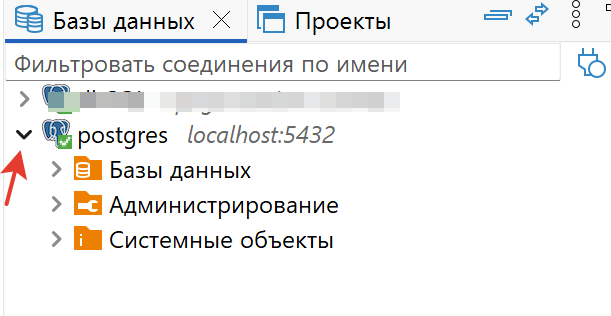 Базы данных Проекты
Фильтровать соединения по имени
postgres localhost:5432
Базы данных
Администрирование
Системные объекты